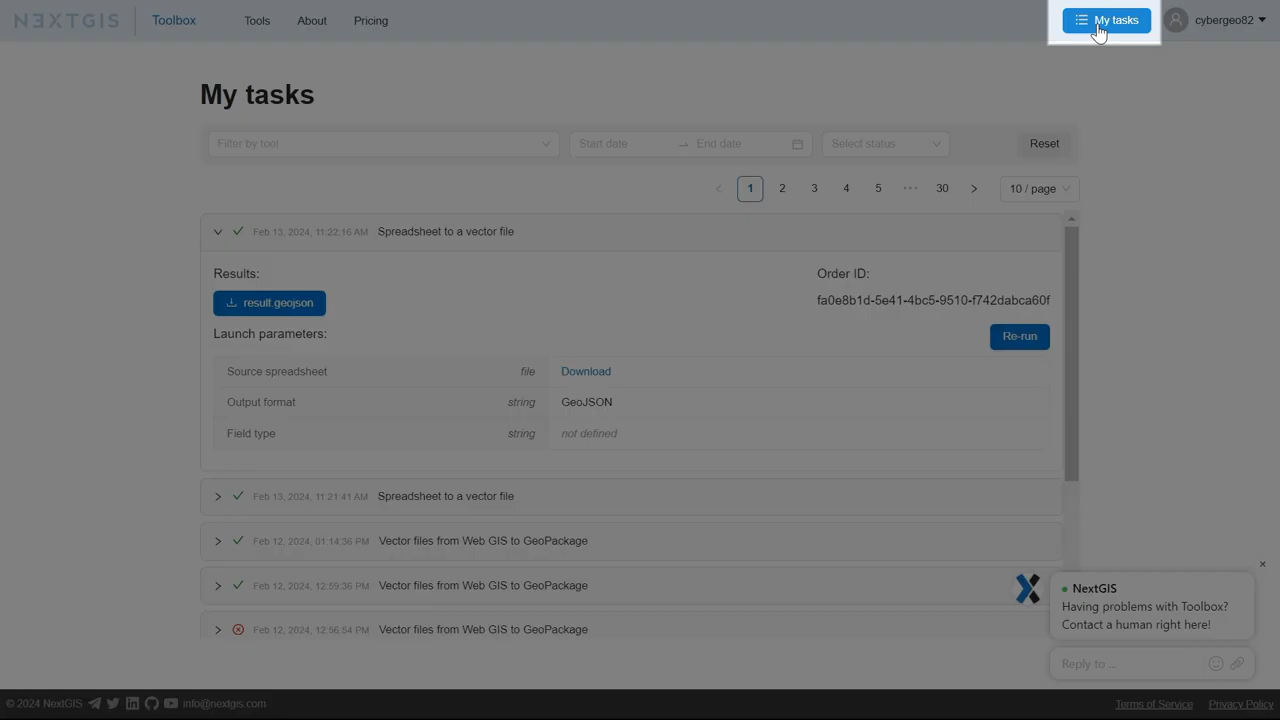 NEXTGIS Toolbox Tools About Pricing My tasks cybergeo82
My tasks
Filter by tool Start date End date Select status Reset
1 2 3 4 5 ••• 30 10 / page
Feb 13, 2024, 11:22:16 AM Spreadsheet to a vector file
Results: Order ID:
result.geojson fa0e8b1d-5e41-4bc5-9510-f742dabca60f
Launch parameters: Re-run
Source spreadsheet file Download
Output format string GeoJSON
Field type string not defined
Feb 13, 2024, 11:21:41 AM Spreadsheet to a vector file
Feb 12, 2024, 01:14:36 PM Vector files from Web GIS to GeoPackage
Feb 12, 2024, 12:59:36 PM Vector files from Web GIS to GeoPackage
Feb 12, 2024, 12:56:54 PM Vector files from Web GIS to GeoPackage
NextGIS
Having problems with Toolbox?
Contact a human right here!
Reply to ...
© 2024 NextGIS info@nextgis.com Terms of Service Privacy Policy